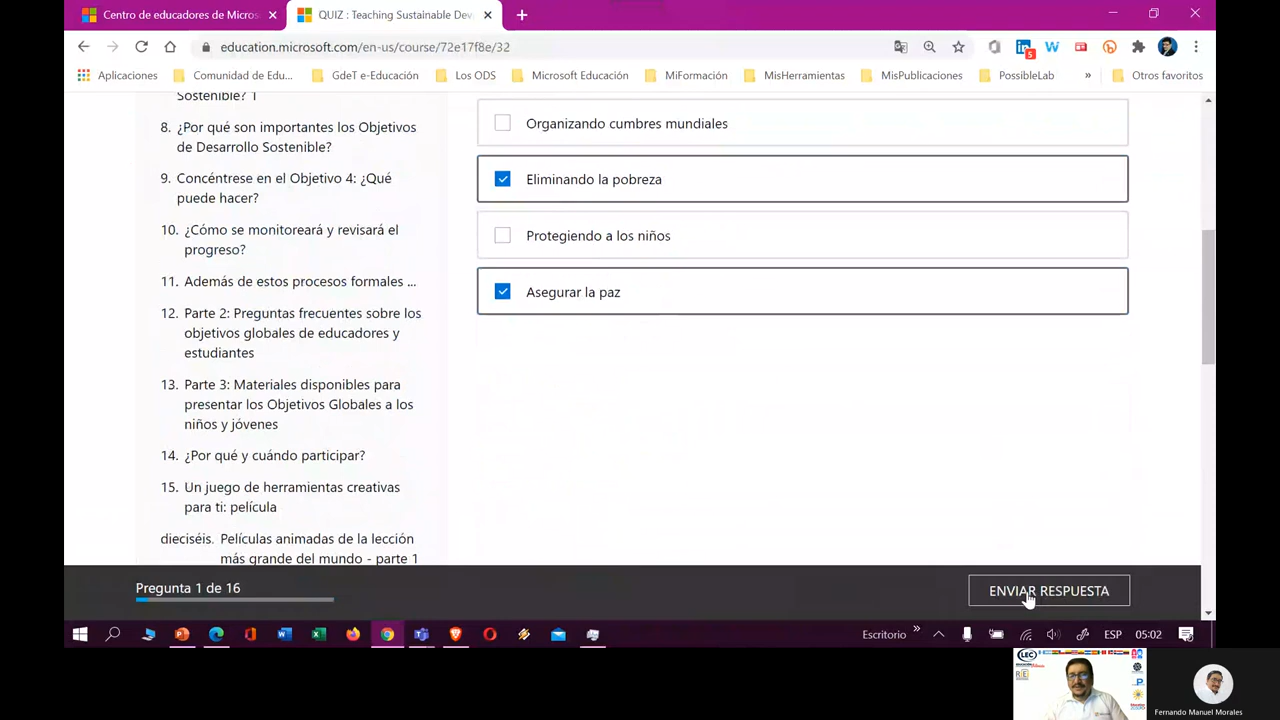 Centro de educadores de Micros
QUIZ : Teaching Sustainable Dev
education.microsoft.com/en-us/course/72e17f8e/32
5
Aplicaciones
Comunidad de Edu...
GdeT e-Educación
Los ODS
Microsoft Educación
MiFormación
MisHerramientas
MisPublicaciones
PossibleLab
»
Otros favoritos
Sostenible? 1
8. ¿Por qué son importantes los Objetivos
de Desarrollo Sostenible?
9. Concéntrese en el Objetivo 4: ¿Qué
puede hacer?
10. ¿Cómo se monitoreará y revisará el
progreso?
11. Además de estos procesos formales ...
12. Parte 2: Preguntas frecuentes sobre los
objetivos globales de educadores y
estudiantes
13. Parte 3: Materiales disponibles para
presentar los Objetivos Globales a los
niños y jóvenes
14. ¿Por qué y cuándo participar?
15. Un juego de herramientas creativas
para ti: película
dieciséis. Películas animadas de la lección
más grande del mundo - parte 1
Organizando cumbres mundiales
Eliminando la pobreza
Protegiendo a los niños
Asegurar la paz
Pregunta 1 de 16
ENVIAR RESPUESTA
Escritorio
»
ESP
05:02
LEC
Fernando Manuel Morales